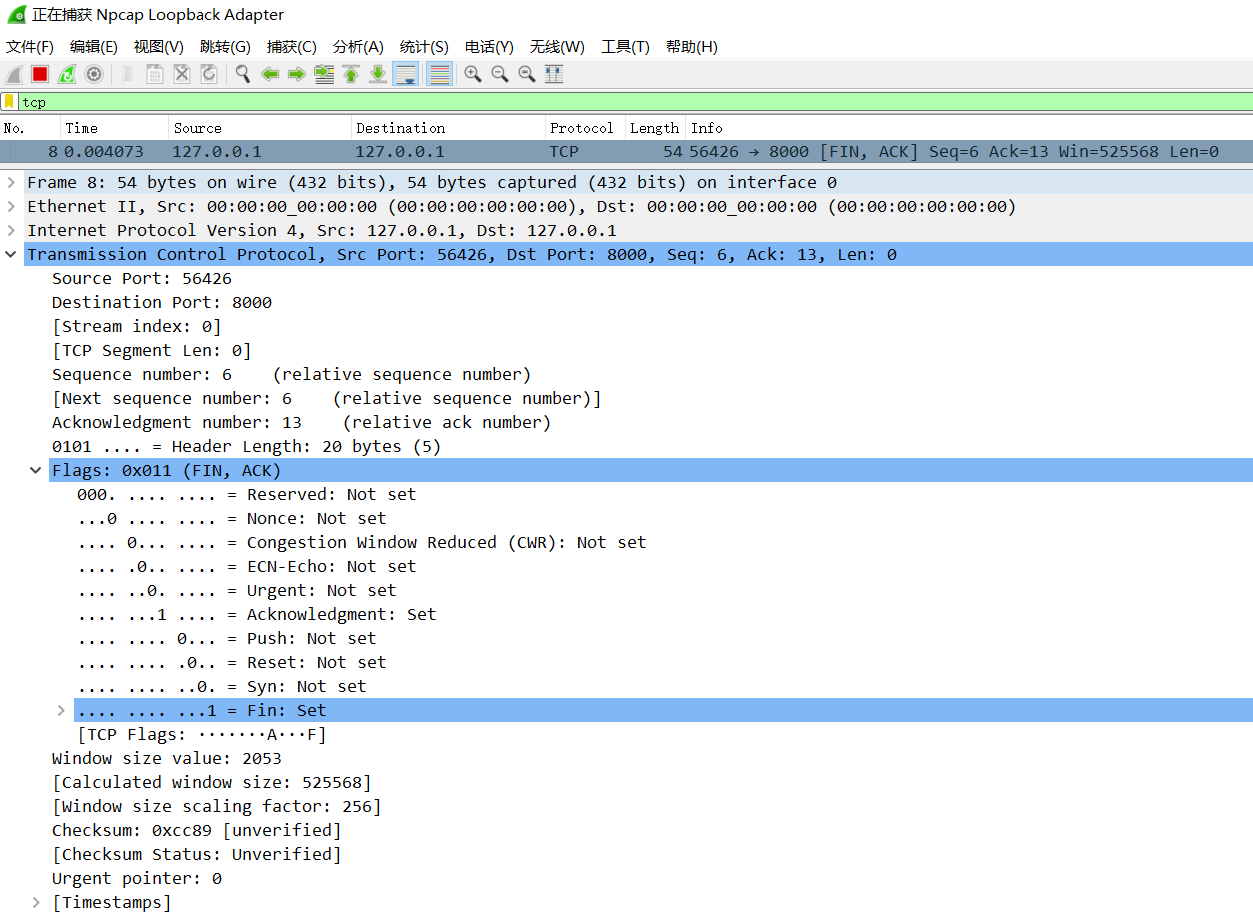 正在捕获 Npcap Loopback Adapter
文件(F) 编辑(E) 视图(V) 跳转(G) 捕获(C) 分析(A) 统计(S) 电话(Y) 无线(W) 工具(T) 帮助(H)
tcp
No. Time Source Destination Protocol Length Info
8 0.004073 127.0.0.1 127.0.0.1 TCP 54 56426 → 8000 [FIN, ACK] Seq=6 Ack=13 Win=525568 Len=0
Frame 8: 54 bytes on wire (432 bits), 54 bytes captured (432 bits) on interface 0
Ethernet II, Src: 00:00:00_00:00:00 (00:00:00:00:00:00), Dst: 00:00:00_00:00:00 (00:00:00:00:00:00)
Internet Protocol Version 4, Src: 127.0.0.1, Dst: 127.0.0.1
Transmission Control Protocol, Src Port: 56426, Dst Port: 8000, Seq: 6, Ack: 13, Len: 0
Source Port: 56426
Destination Port: 8000
[Stream index: 0]
[TCP Segment Len: 0]
Sequence number: 6    (relative sequence number)
[Next sequence number: 6    (relative sequence number)]
Acknowledgment number: 13    (relative ack number)
0101 .... = Header Length: 20 bytes (5)
Flags: 0x011 (FIN, ACK)
000. .... .... = Reserved: Not set
...0 .... .... = Nonce: Not set
.... 0... .... = Congestion Window Reduced (CWR): Not set
.... .0.. .... = ECN-Echo: Not set
.... ..0. .... = Urgent: Not set
.... ...1 .... = Acknowledgment: Set
.... .... 0... = Push: Not set
.... .... .0.. = Reset: Not set
.... .... ..0. = Syn: Not set
.... .... ...1 = Fin: Set
[TCP Flags: ·······A···F]
Window size value: 2053
[Calculated window size: 525568]
[Window size scaling factor: 256]
Checksum: 0xcc89 [unverified]
[Checksum Status: Unverified]
Urgent pointer: 0
[Timestamps]